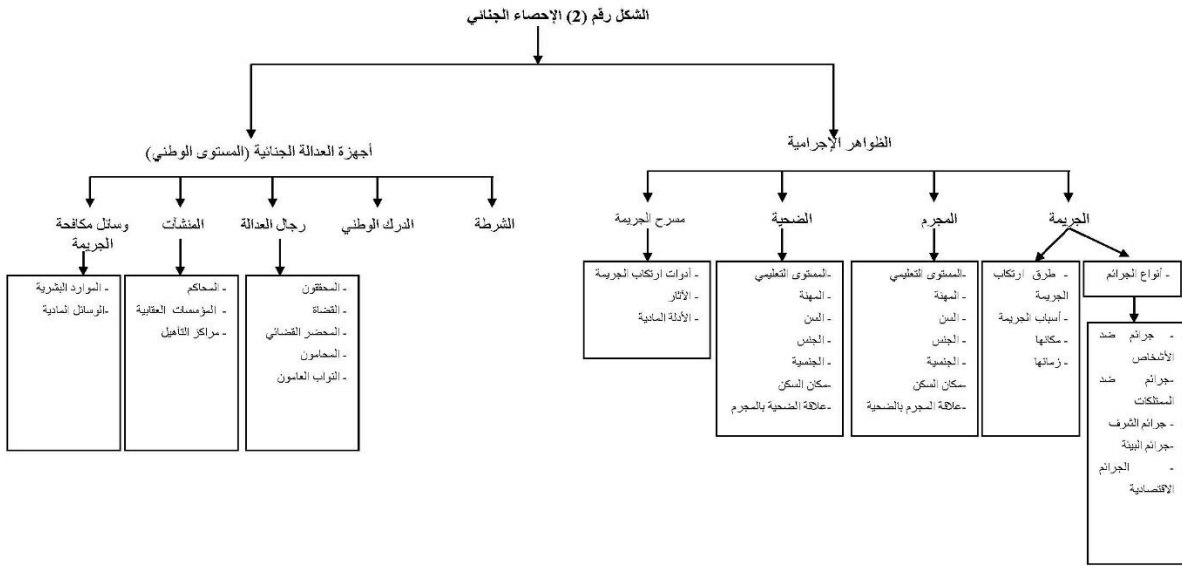 الشكل رقم (2) الإحصاء الجنائي
الظواهر الإجرامية
أجهزة العدالة الجنائية (المستوى الوطني)
الجريمة
المجرم
الضحية
مسرح الجريمة
الشرطة
الدرك الوطني
رجال العدالة
المنشآت
وسائل مكافحة
الجريمة
- أنواع الجرائم
- جرائم ضد
الأشخاص
-جرائم ضد
الممتلكات
- جرائم الشرف
-جرائم البيئة
- الجرائم
الاقتصادية
- طرق ارتكاب
الجريمة
- أسباب الجريمة
- مكانها
- زمانها
-المستوى التعليمي
- المهنة
- السن
- الجنس
- الجنسية
-مكان السكن
-علاقة المجرم بالضحية
-المستوى التعليمي
- المهنة
- السن
- الجنس
- الجنسية
-مكان السكن
-علاقة الضحية بالمجرم
- أدوات ارتكاب الجريمة
- الأثار
- الأدلة المادية
- المحققون
- القضاة
- المحضر القضائي
- المحامون
- النواب العامون
- المحاكم
- المؤسسات العقابية
- مراكز التأهيل
- الموارد البشرية
-الوسائل المادية